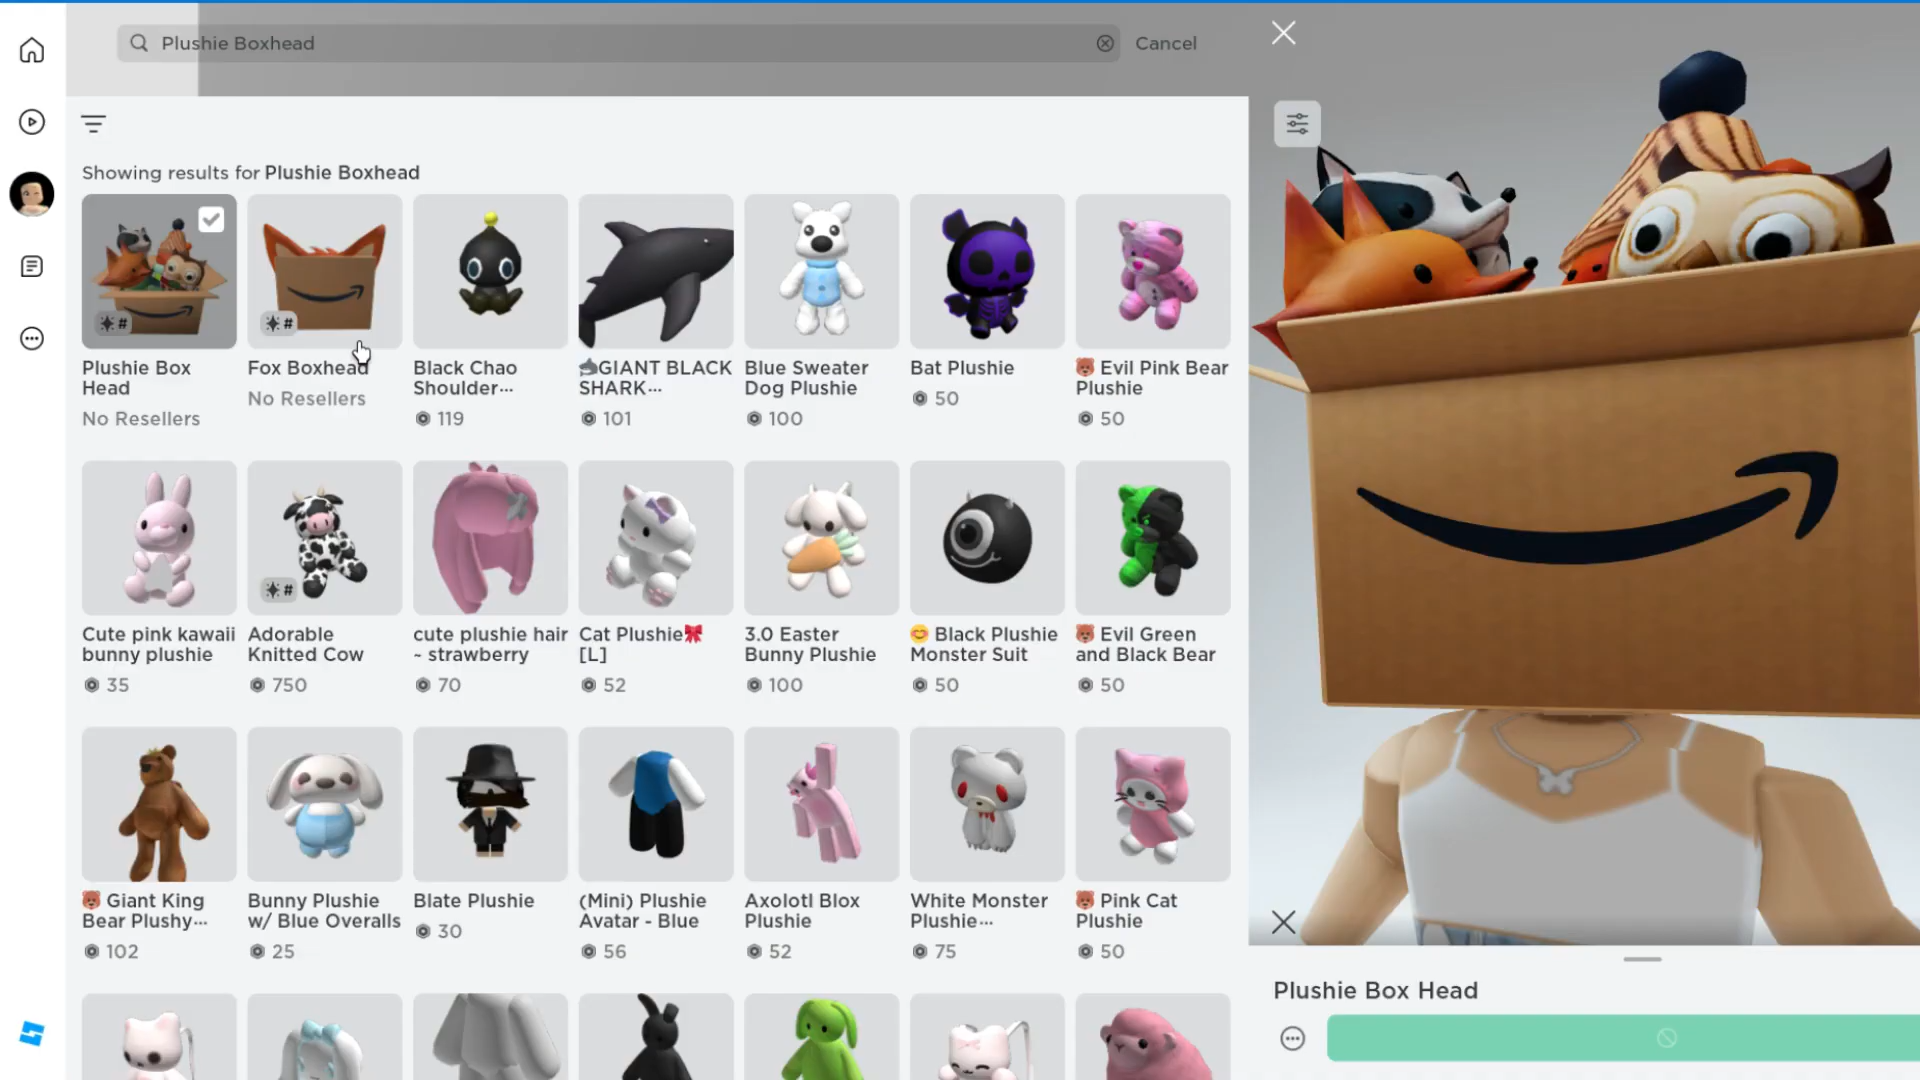 Plushie Boxhead
Cancel
Showing results for Plushie Boxhead
#
Plushie Box
Head
No Resellers
#
Fox Boxhead
No Resellers
Black Chao
Shoulder...
119
GIANT BLACK
SHARK...
101
Blue Sweater
Dog Plushie
100
Bat Plushie
50
Evil Pink Bear
Plushie
50
Cute pink kawaii
bunny plushie
35
#
Adorable
Knitted Cow
750
cute plushie hair
~ strawberry
70
Cat Plushie🎀
[L]
52
3.0 Easter
Bunny Plushie
100
😊 Black Plushie
Monster Suit
50
🐻 Evil Green
and Black Bear
50
🐻 Giant King
Bear Plushy...
102
Bunny Plushie
w/ Blue Overalls
25
Blate Plushie
30
(Mini) Plushie
Avatar - Blue
56
Axolotl Blox
Plushie
52
White Monster
Plushie...
75
🐻 Pink Cat
Plushie
50
Plushie Box Head